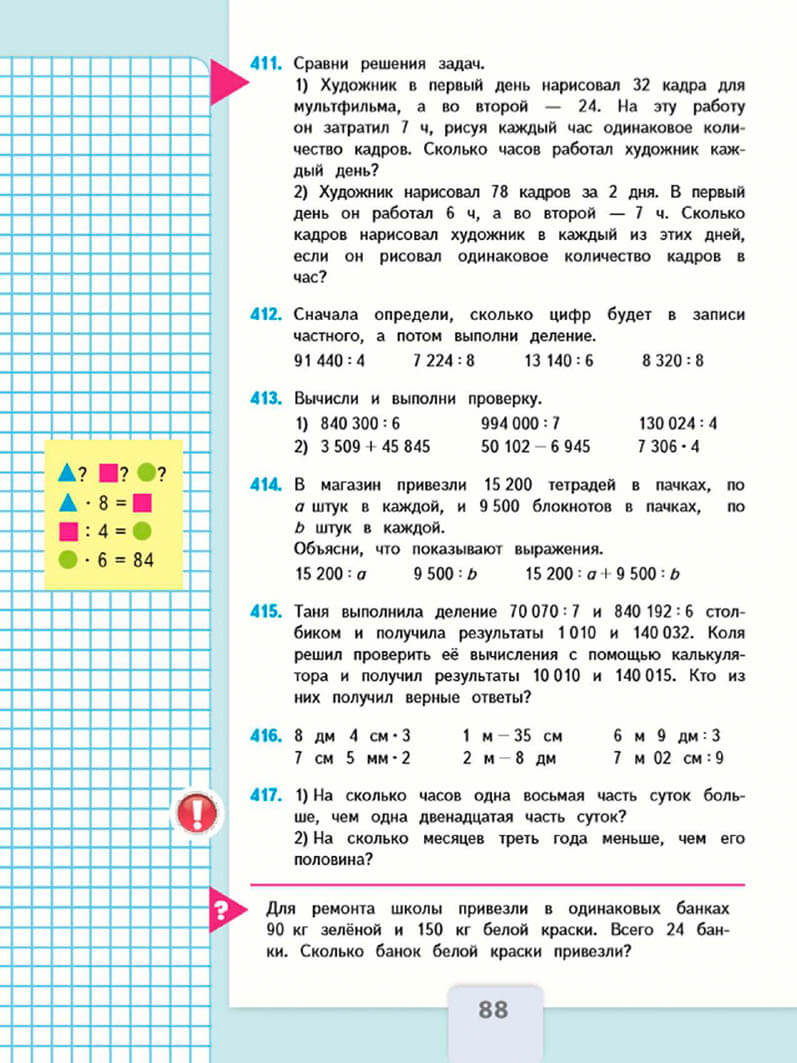 411. Сравни решения задач.
1) Художник в первый день нарисовал 32 кадра для
мультфильма, а во второй — 24. На эту работу
он затратил 7 ч, рисуя каждый час одинаковое коли-
чество кадров. Сколько часов работал художник каж-
дый день?
2) Художник нарисовал 78 кадров за 2 дня. В первый
день он работал 6 ч, а во второй — 7 ч. Сколько
кадров нарисовал художник в каждый из этих дней,
если он рисовал одинаковое количество кадров в
час?
412. Сначала определи, сколько цифр будет в записи
частного, а потом выполни деление.
91 440 : 4 7 224 : 8 13 140 : 6 8 320 : 8
413. Вычисли и выполни проверку.
1) 840 300 : 6 994 000 : 7 130 024 : 4
2) 3 509 + 45 845 50 102 − 6 945 7 306 · 4
▲? ■? ●?
▲ · 8 = ■
■ : 4 = ●
● · 6 = 84
414. В магазин привезли 15 200 тетрадей в пачках, по
a штук в каждой, и 9 500 блокнотов в пачках, по
b штук в каждой.
Объясни, что показывают выражения.
15 200 : a 9 500 : b 15 200 : a + 9 500 : b
415. Таня выполнила деление 70 070 : 7 и 840 192 : 6 стол-
биком и получила результаты 1 010 и 140 032. Коля
решил проверить её вычисления с помощью калькуля-
тора и получил результаты 10 010 и 140 015. Кто из
них получил верные ответы?
416. 8 дм 4 см · 3 1 м − 35 см 6 м 9 дм : 3
7 см 5 мм · 2 2 м − 8 дм 7 м 02 см : 9
!
417. 1) На сколько часов одна восьмая часть суток боль-
ше, чем одна двенадцатая часть суток?
2) На сколько месяцев треть года меньше, чем его
половина?
?
Для ремонта школы привезли в одинаковых банках
90 кг зелёной и 150 кг белой краски. Всего 24 бан-
ки. Сколько банок белой краски привезли?
88